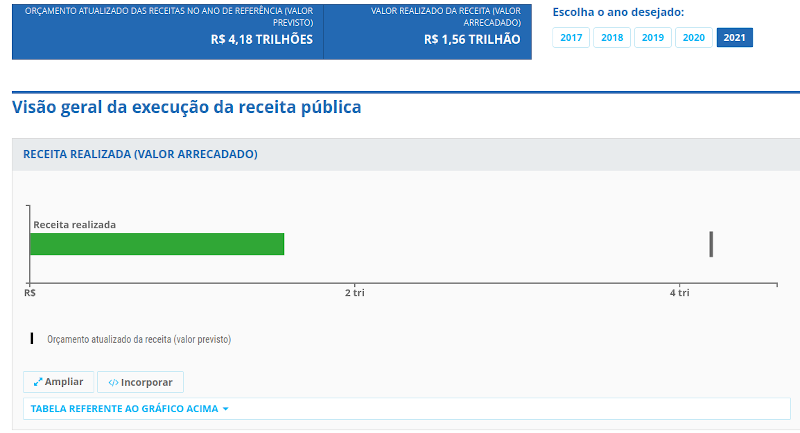 ORÇAMENTO ATUALIZADO DAS RECEITAS NO ANO DE REFERÊNCIA (VALOR
PREVISTO)
R$ 4,18 TRILHÕES
VALOR REALIZADO DA RECEITA (VALOR
ARRECADADO)
R$ 1,56 TRILHÃO
Escolha o ano desejado:
2017 2018 2019 2020 2021
Visão geral da execução da receita pública
RECEITA REALIZADA (VALOR ARRECADADO)
Receita realizada
R$ 2 tri 4 tri
Orçamento atualizado da receita (valor previsto)
Ampliar </> Incorporar
TABELA REFERENTE AO GRÁFICO ACIMA